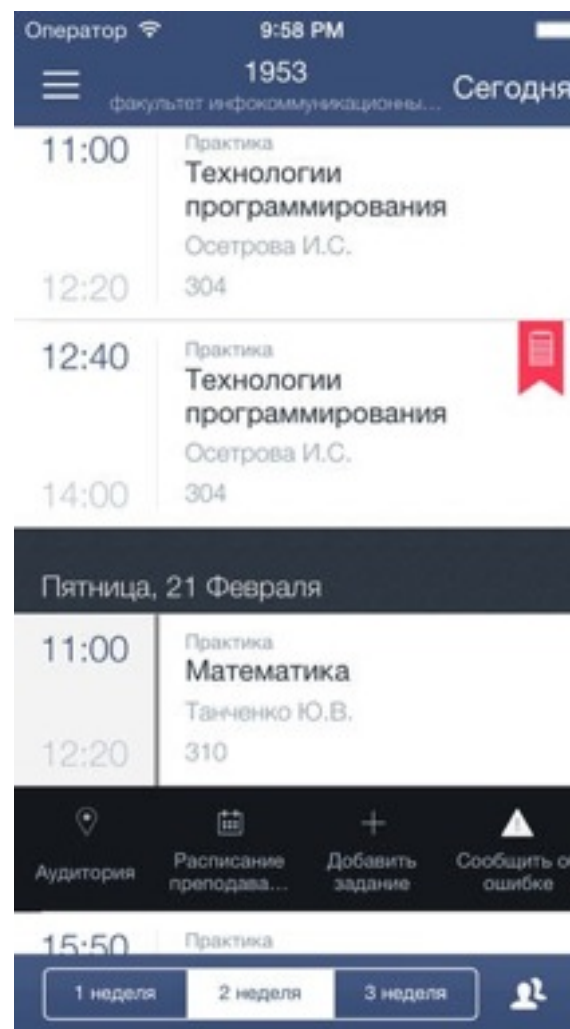 Оператор 9:58 PM
1953
факультет инфокоммуникационны... Сегодня
11:00 Практика
Технологии
программирования
Осетрова И.С.
12:20 304
12:40 Практика
Технологии
программирования
Осетрова И.С.
14:00 304
Пятница, 21 Февраля
11:00 Практика
Математика
Танченко Ю.В.
12:20 310
Аудитория Расписание Добавить Сообщить о
преподава... задание ошибке
15:50 Практика
1 неделя 2 неделя 3 неделя